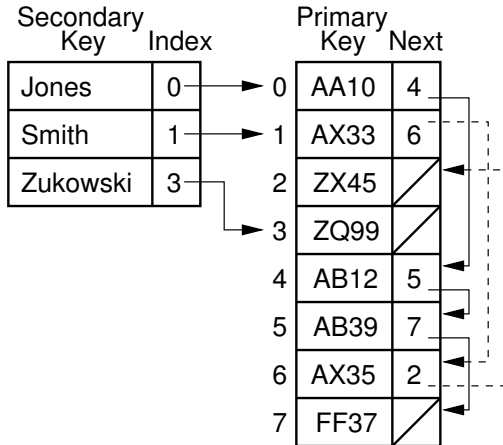 Secondary Key Index
Jones 0
Smith 1
Zukowski 3
Primary Key Next
0 AA10 4
1 AX33 6
2 ZX45
3 ZQ99
4 AB12 5
5 AB39 7
6 AX35 2
7 FF37